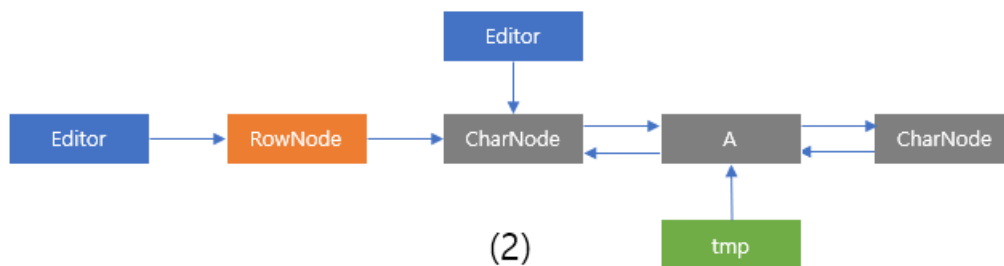 Editor
Editor
RowNode
CharNode
A
CharNode
(2)
tmp